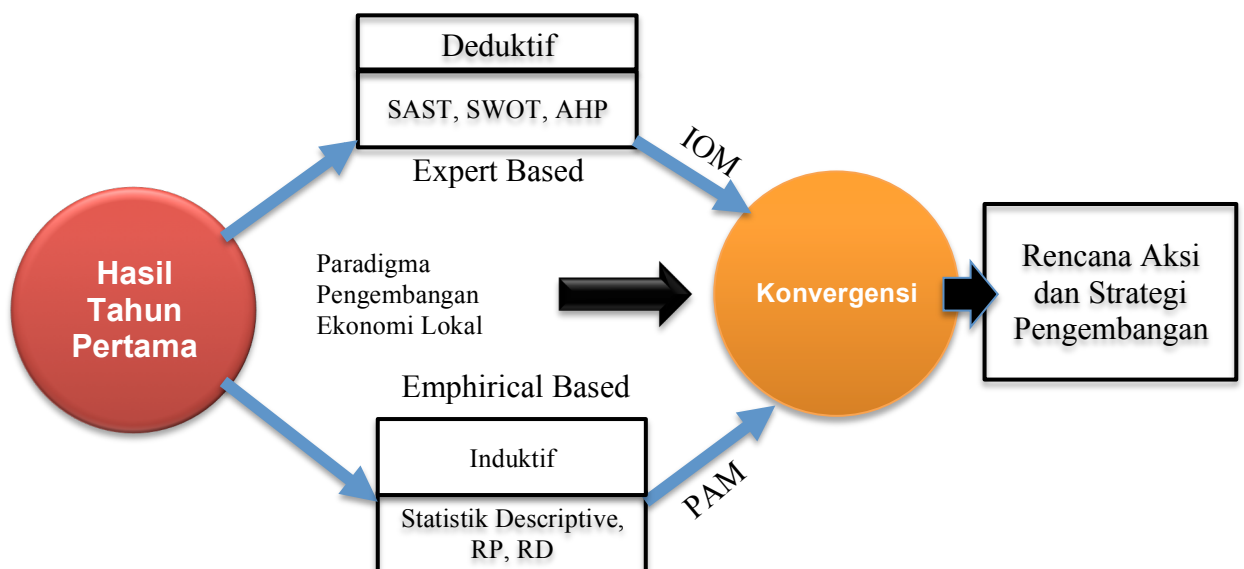 Deduktif
SAST, SWOT, AHP
Expert Based
IOM
Hasil
Tahun
Pertama
Paradigma
Pengembangan
Ekonomi Lokal
Konvergensi
Rencana Aksi
dan Strategi
Pengembangan
Emphirical Based
Induktif
Statistik Descriptive,
RP, RD
PAM